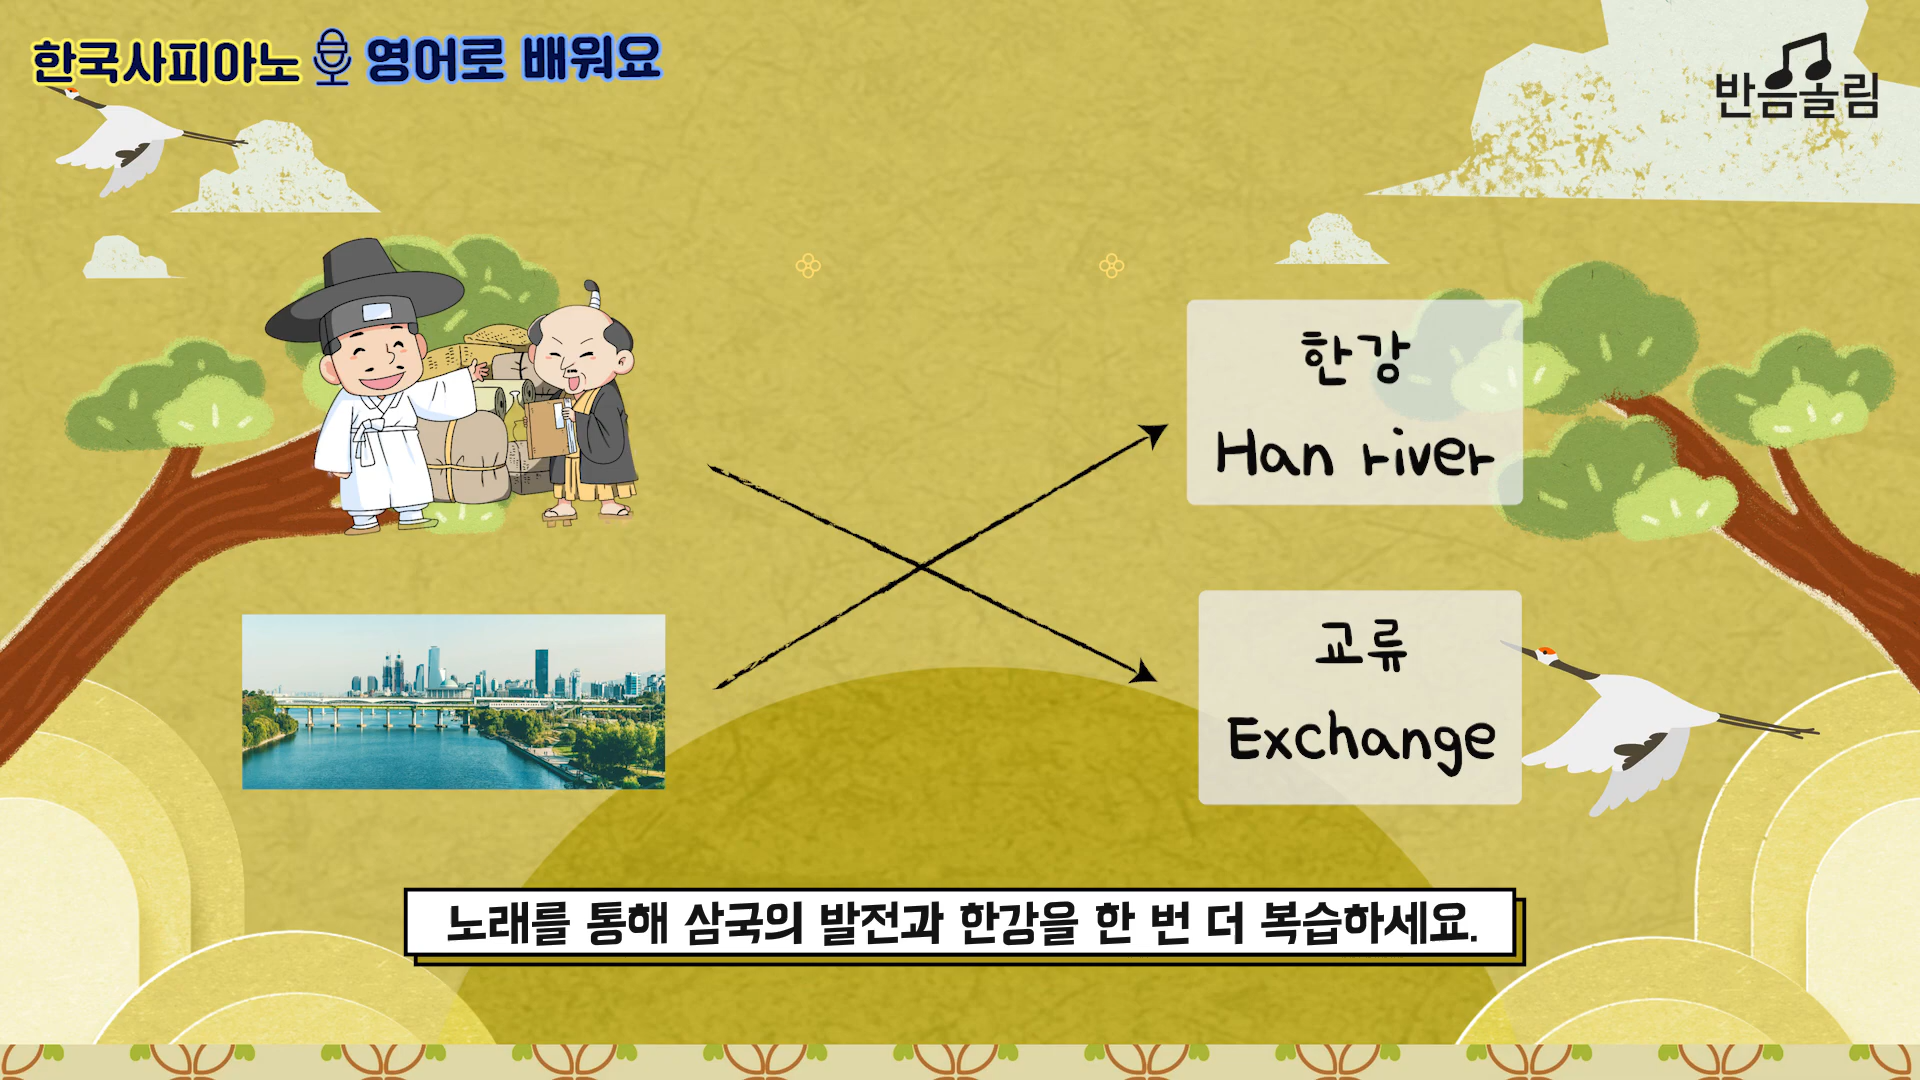 한국사피아노 영어로 배워요
반음올림
한강
Han river
교류
Exchange
노래를 통해 삼국의 발전과 한강을 한 번 더 복습하세요.